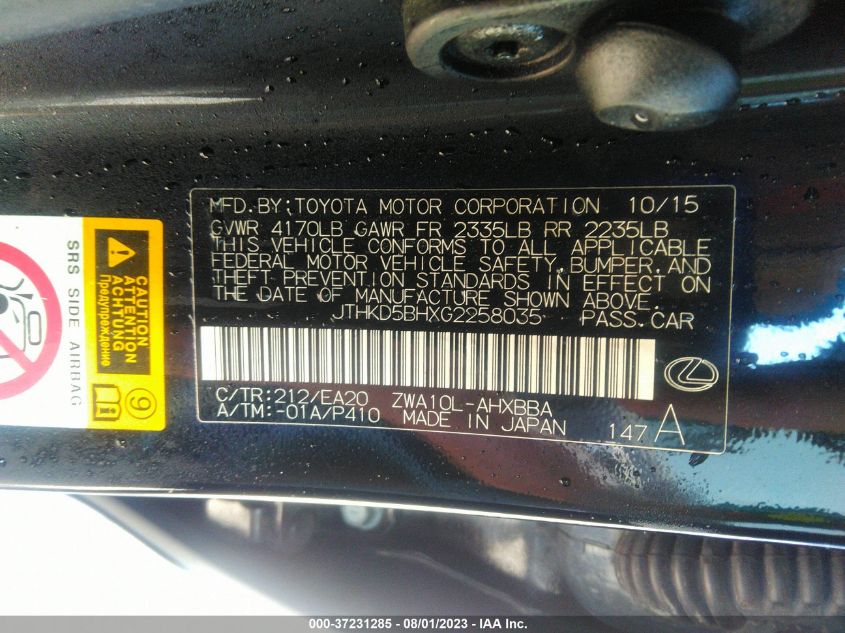 MFD.BY:TOYOTA MOTOR CORPORATION 10/15
GVWR 4170LB GAWR FR 2335LB RR 2235LB
THIS VEHICLE CONFORMS TO ALL APPLICABLE
FEDERAL MOTOR VEHICLE SAFETY,BUMPER,AND
THEFT PREVENTION STANDARDS IN EFFECT ON
THE DATE OF MANUFACTURE SHOWN ABOVE.
JTHKD5BHXG2258035 PASS.CAR
C/TR:212/EA20 ZWA10L-AHXBBA
A/TM:-01A/P410 MADE IN JAPAN 147 A
SRS SIDE AIRBAG
CAUTION
ATTENTION
ACHTUNG
Предупреждение
9
000-37231285 - 08/01/2023 - IAA Inc.